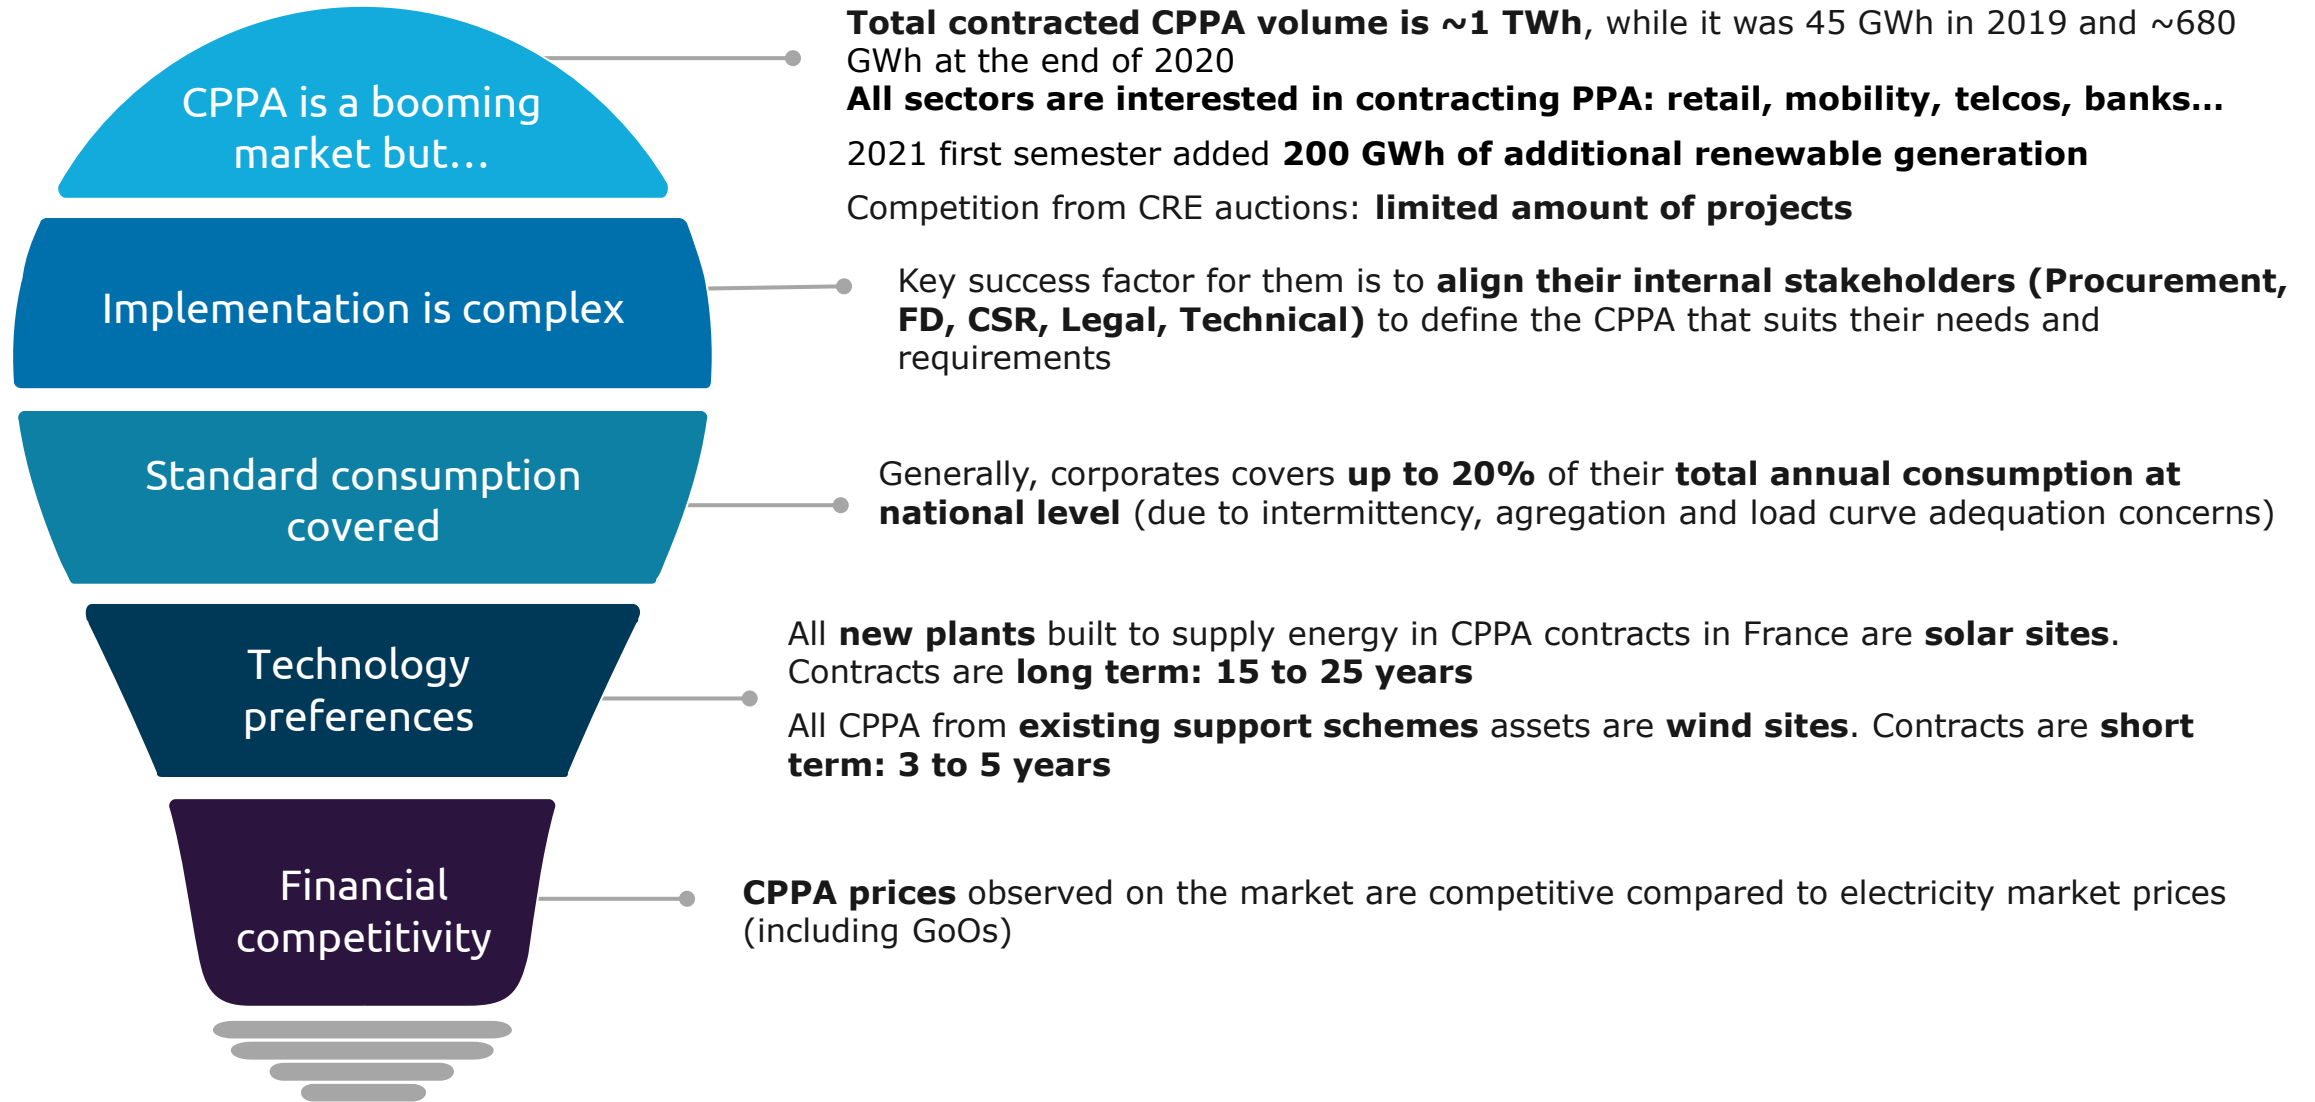 CPPA is a booming
market but...
Total contracted CPPA volume is ~1 TWh, while it was 45 GWh in 2019 and ~680
GWh at the end of 2020
All sectors are interested in contracting PPA: retail, mobility, telcos, banks...
2021 first semester added 200 GWh of additional renewable generation
Competition from CRE auctions: limited amount of projects
Implementation is complex
Key success factor for them is to align their internal stakeholders (Procurement,
FD, CSR, Legal, Technical) to define the CPPA that suits their needs and
requirements
Standard consumption
covered
Generally, corporates covers up to 20% of their total annual consumption at
national level (due to intermittency, agregation and load curve adequation concerns)
Technology
preferences
All new plants built to supply energy in CPPA contracts in France are solar sites.
Contracts are long term: 15 to 25 years
All CPPA from existing support schemes assets are wind sites. Contracts are short
term: 3 to 5 years
Financial
competitivity
CPPA prices observed on the market are competitive compared to electricity market prices
(including GoOs)